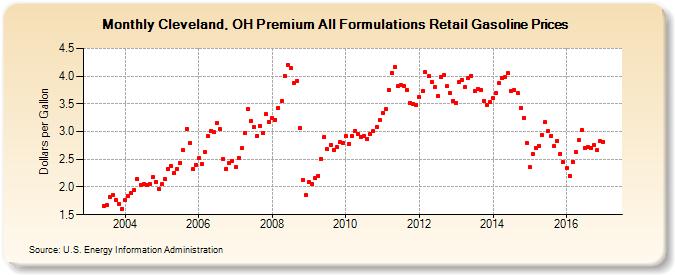 Monthly Cleveland, OH Premium All Formulations Retail Gasoline Prices
Dollars per Gallon
4.5
4.0
3.5
3.0
2.5
2.0
1.5
2004 2006 2008 2010 2012 2014 2016
Source: U.S. Energy Information Administration